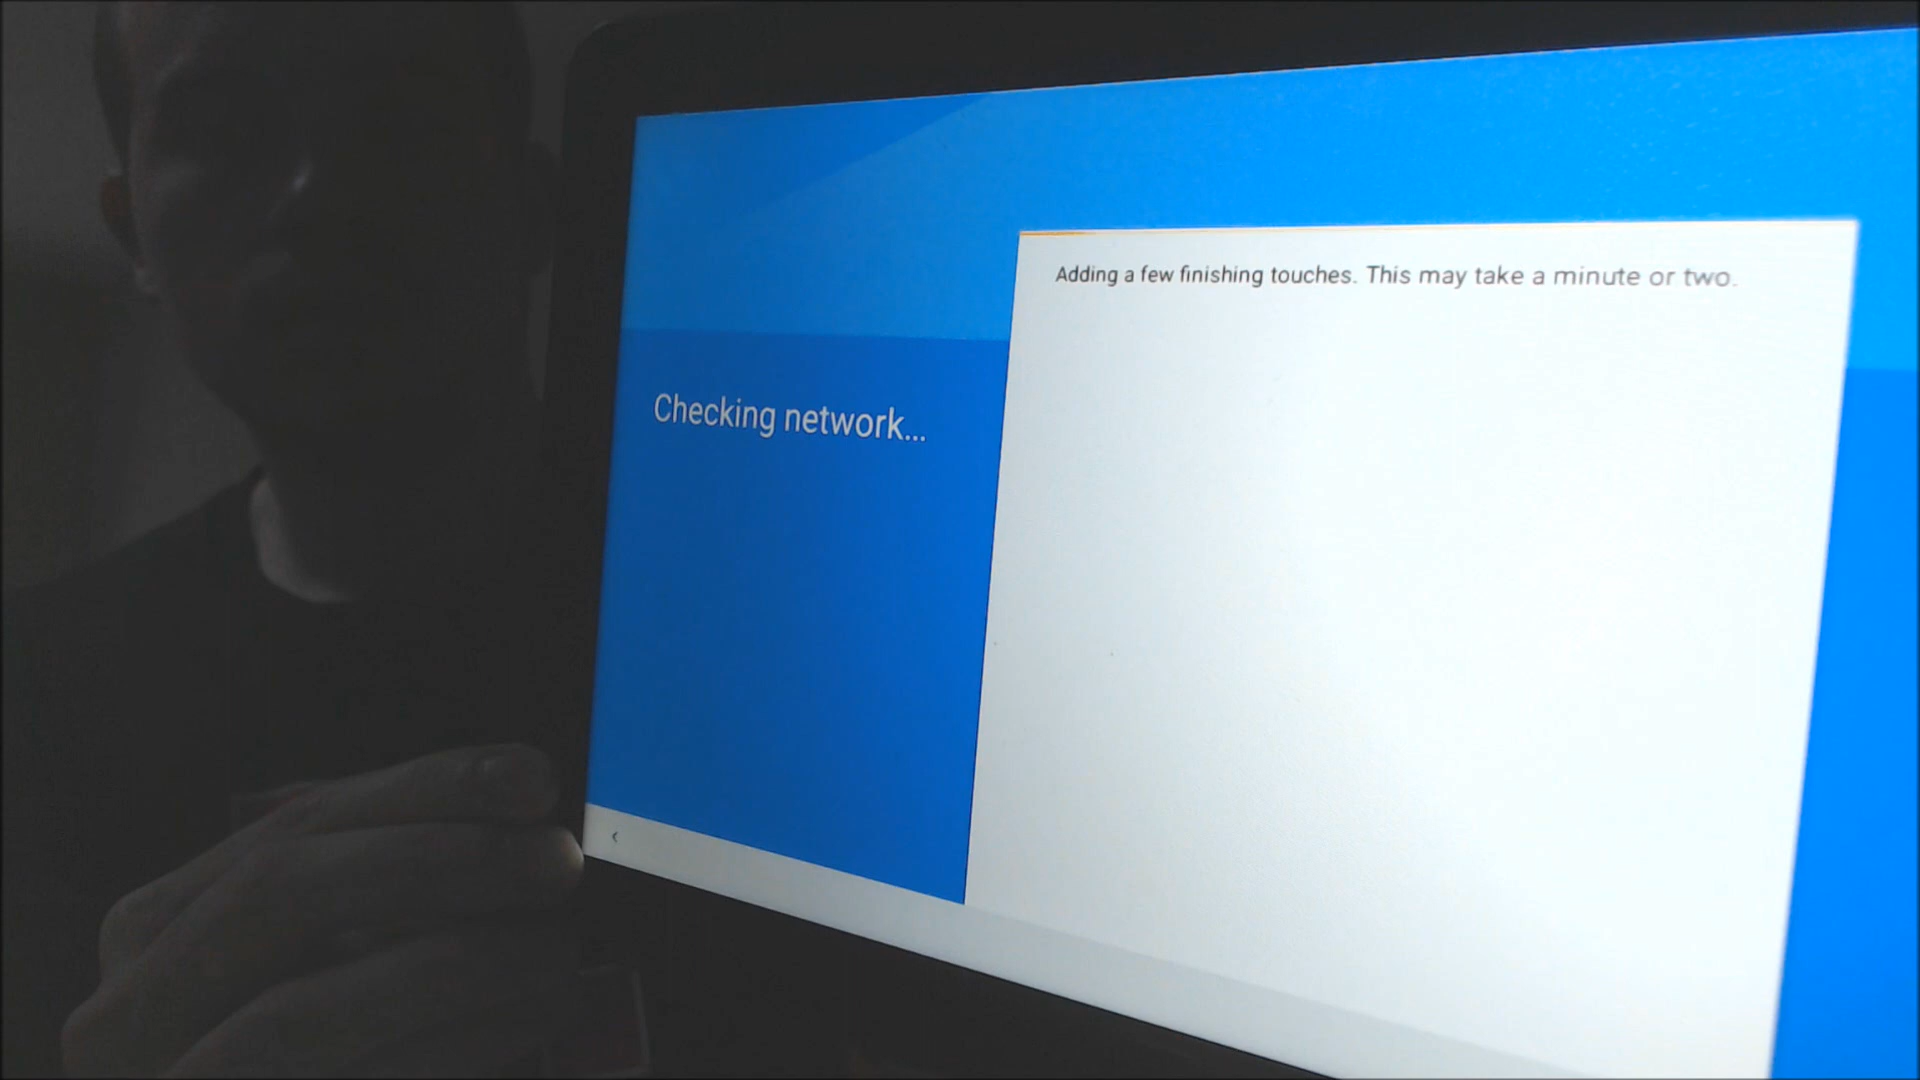 Adding a few finishing touches. This may take a minute or two.
Checking network...